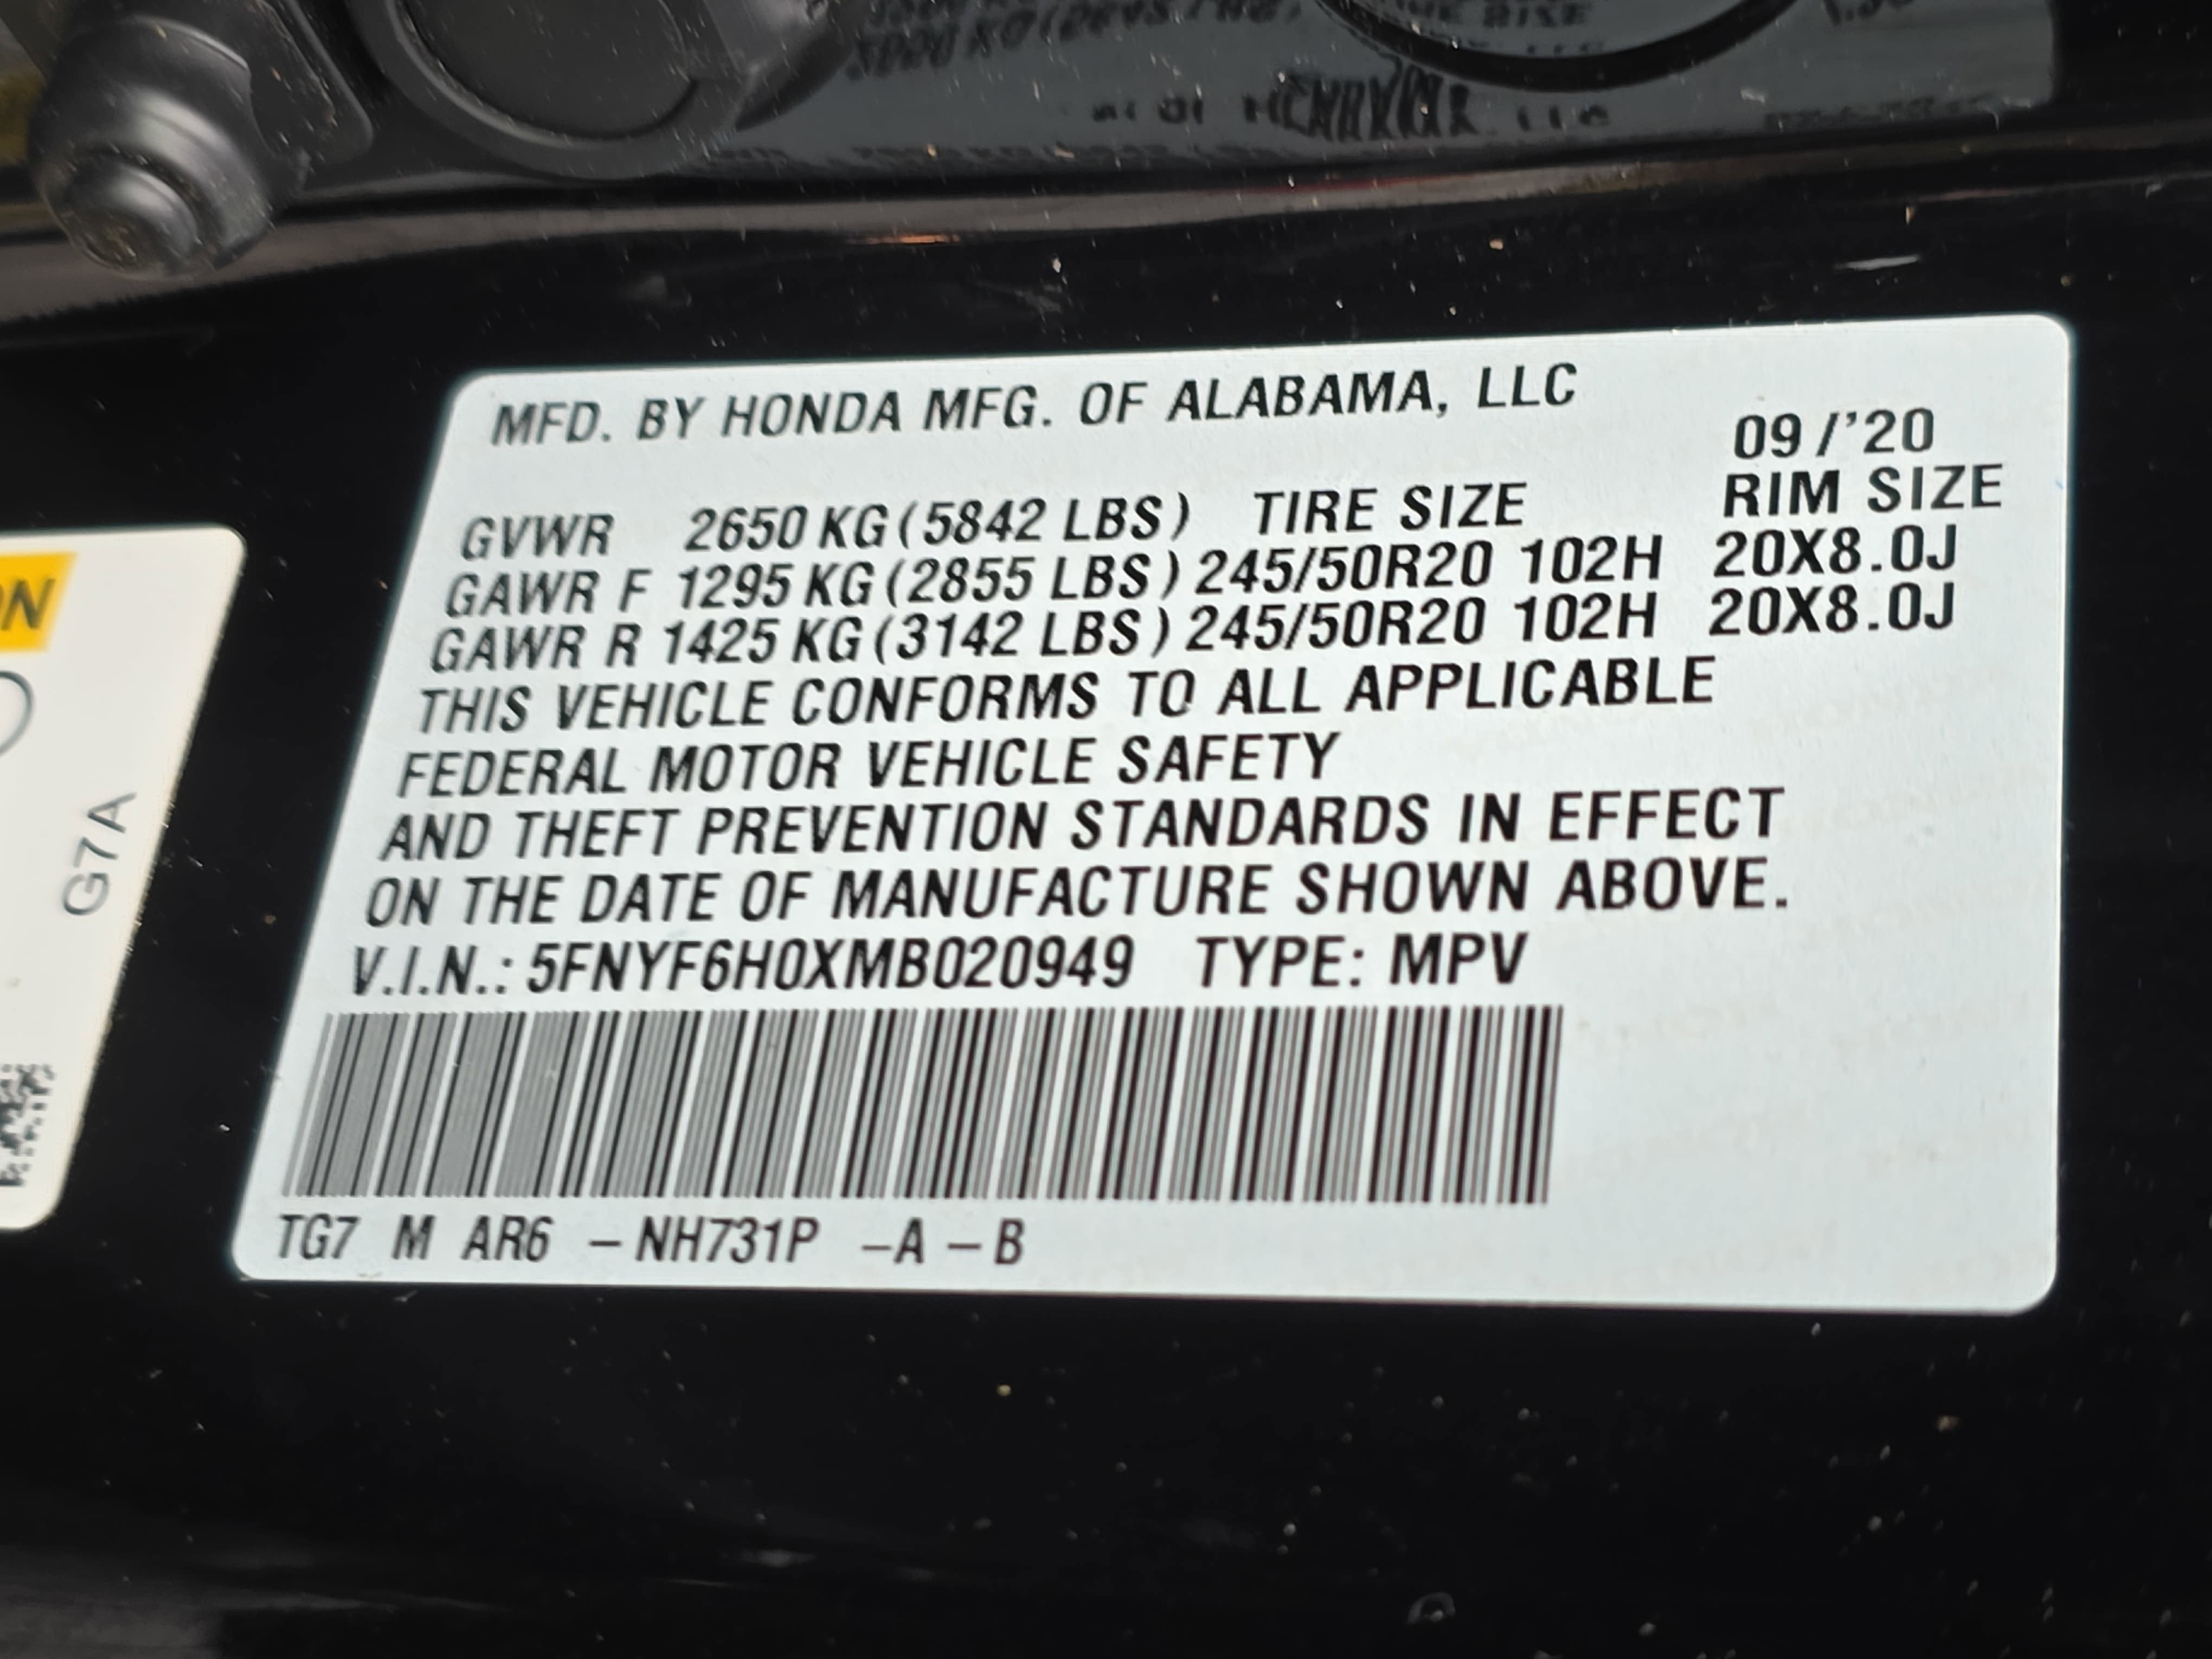 MFD. BY HONDA MFG. OF ALABAMA, LLC
09/'20
GVWR 2650 KG (5842 LBS) TIRE SIZE RIM SIZE
GAWR F 1295 KG (2855 LBS) 245/50R20 102H 20X8.0J
GAWR R 1425 KG (3142 LBS) 245/50R20 102H 20X8.0J
THIS VEHICLE CONFORMS TO ALL APPLICABLE
FEDERAL MOTOR VEHICLE SAFETY
AND THEFT PREVENTION STANDARDS IN EFFECT
ON THE DATE OF MANUFACTURE SHOWN ABOVE.
V.I.N.: 5FNYF6H0XMB020949 TYPE: MPV
TG7 M AR6 – NH731P –A – B
G7A